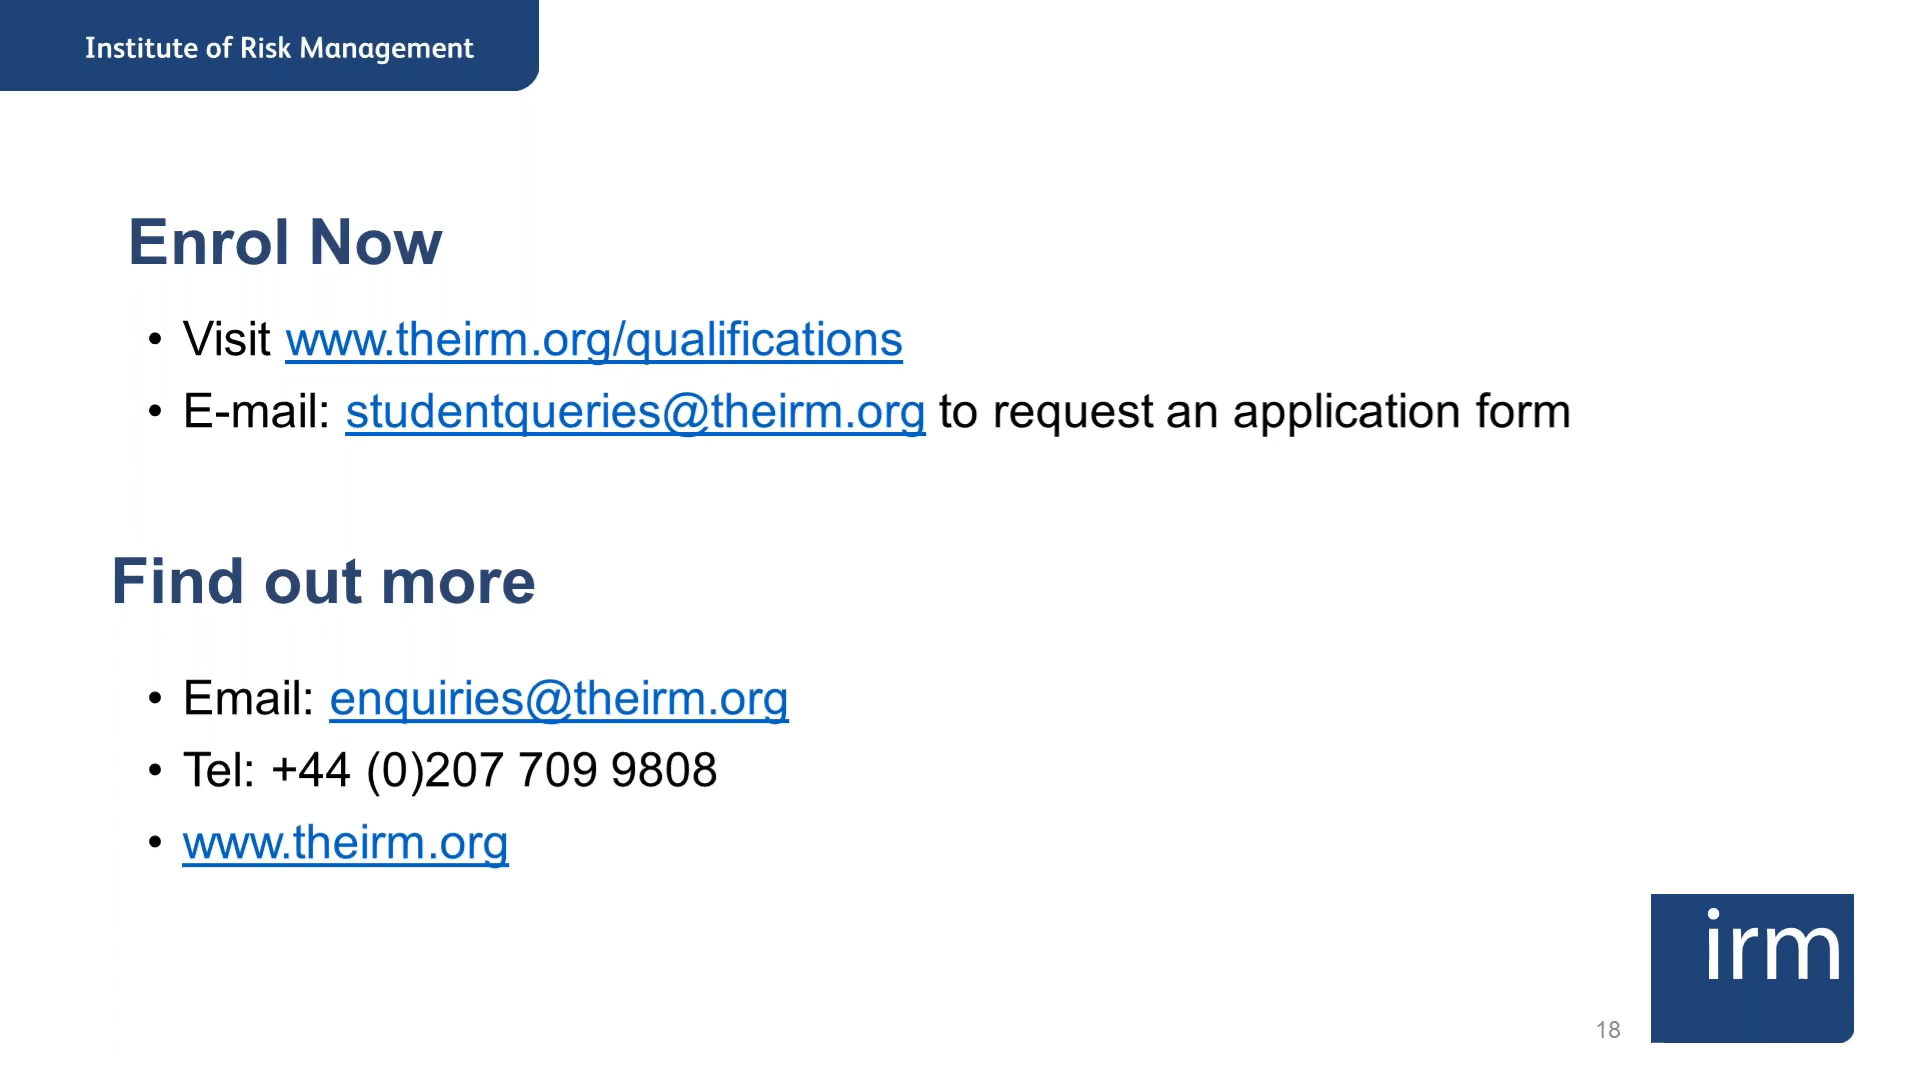 Institute of Risk Management
Enrol Now
• Visit www.theirm.org/qualifications
• E-mail: studentqueries@theirm.org to request an application form
Find out more
• Email: enquiries@theirm.org
• Tel: +44 (0)207 709 9808
• www.theirm.org
irm
18